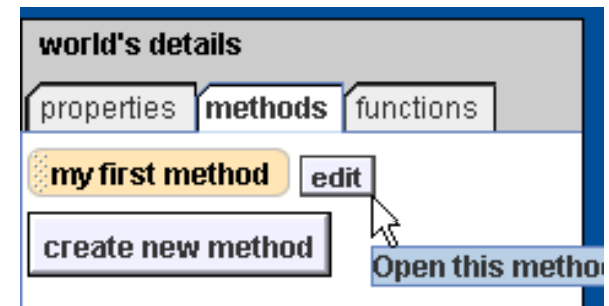 world's details
properties methods functions
my first method edit
create new method
Open this metho